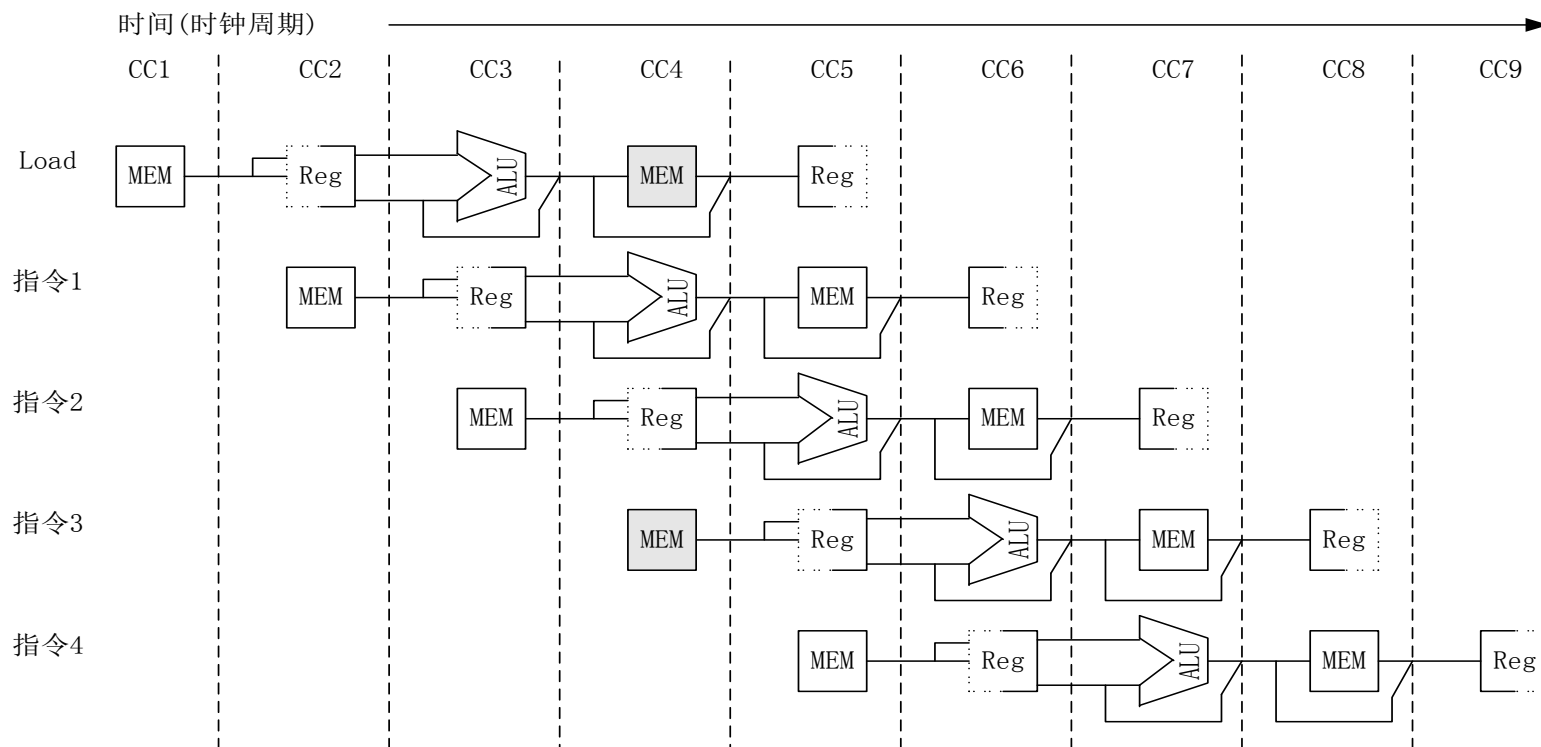 时间(时钟周期)
CC1 CC2 CC3 CC4 CC5 CC6 CC7 CC8 CC9
Load MEM Reg ALU MEM Reg
指令1 MEM Reg ALU MEM Reg
指令2 MEM Reg ALU MEM Reg
指令3 MEM Reg ALU MEM Reg
指令4 MEM Reg ALU MEM Reg